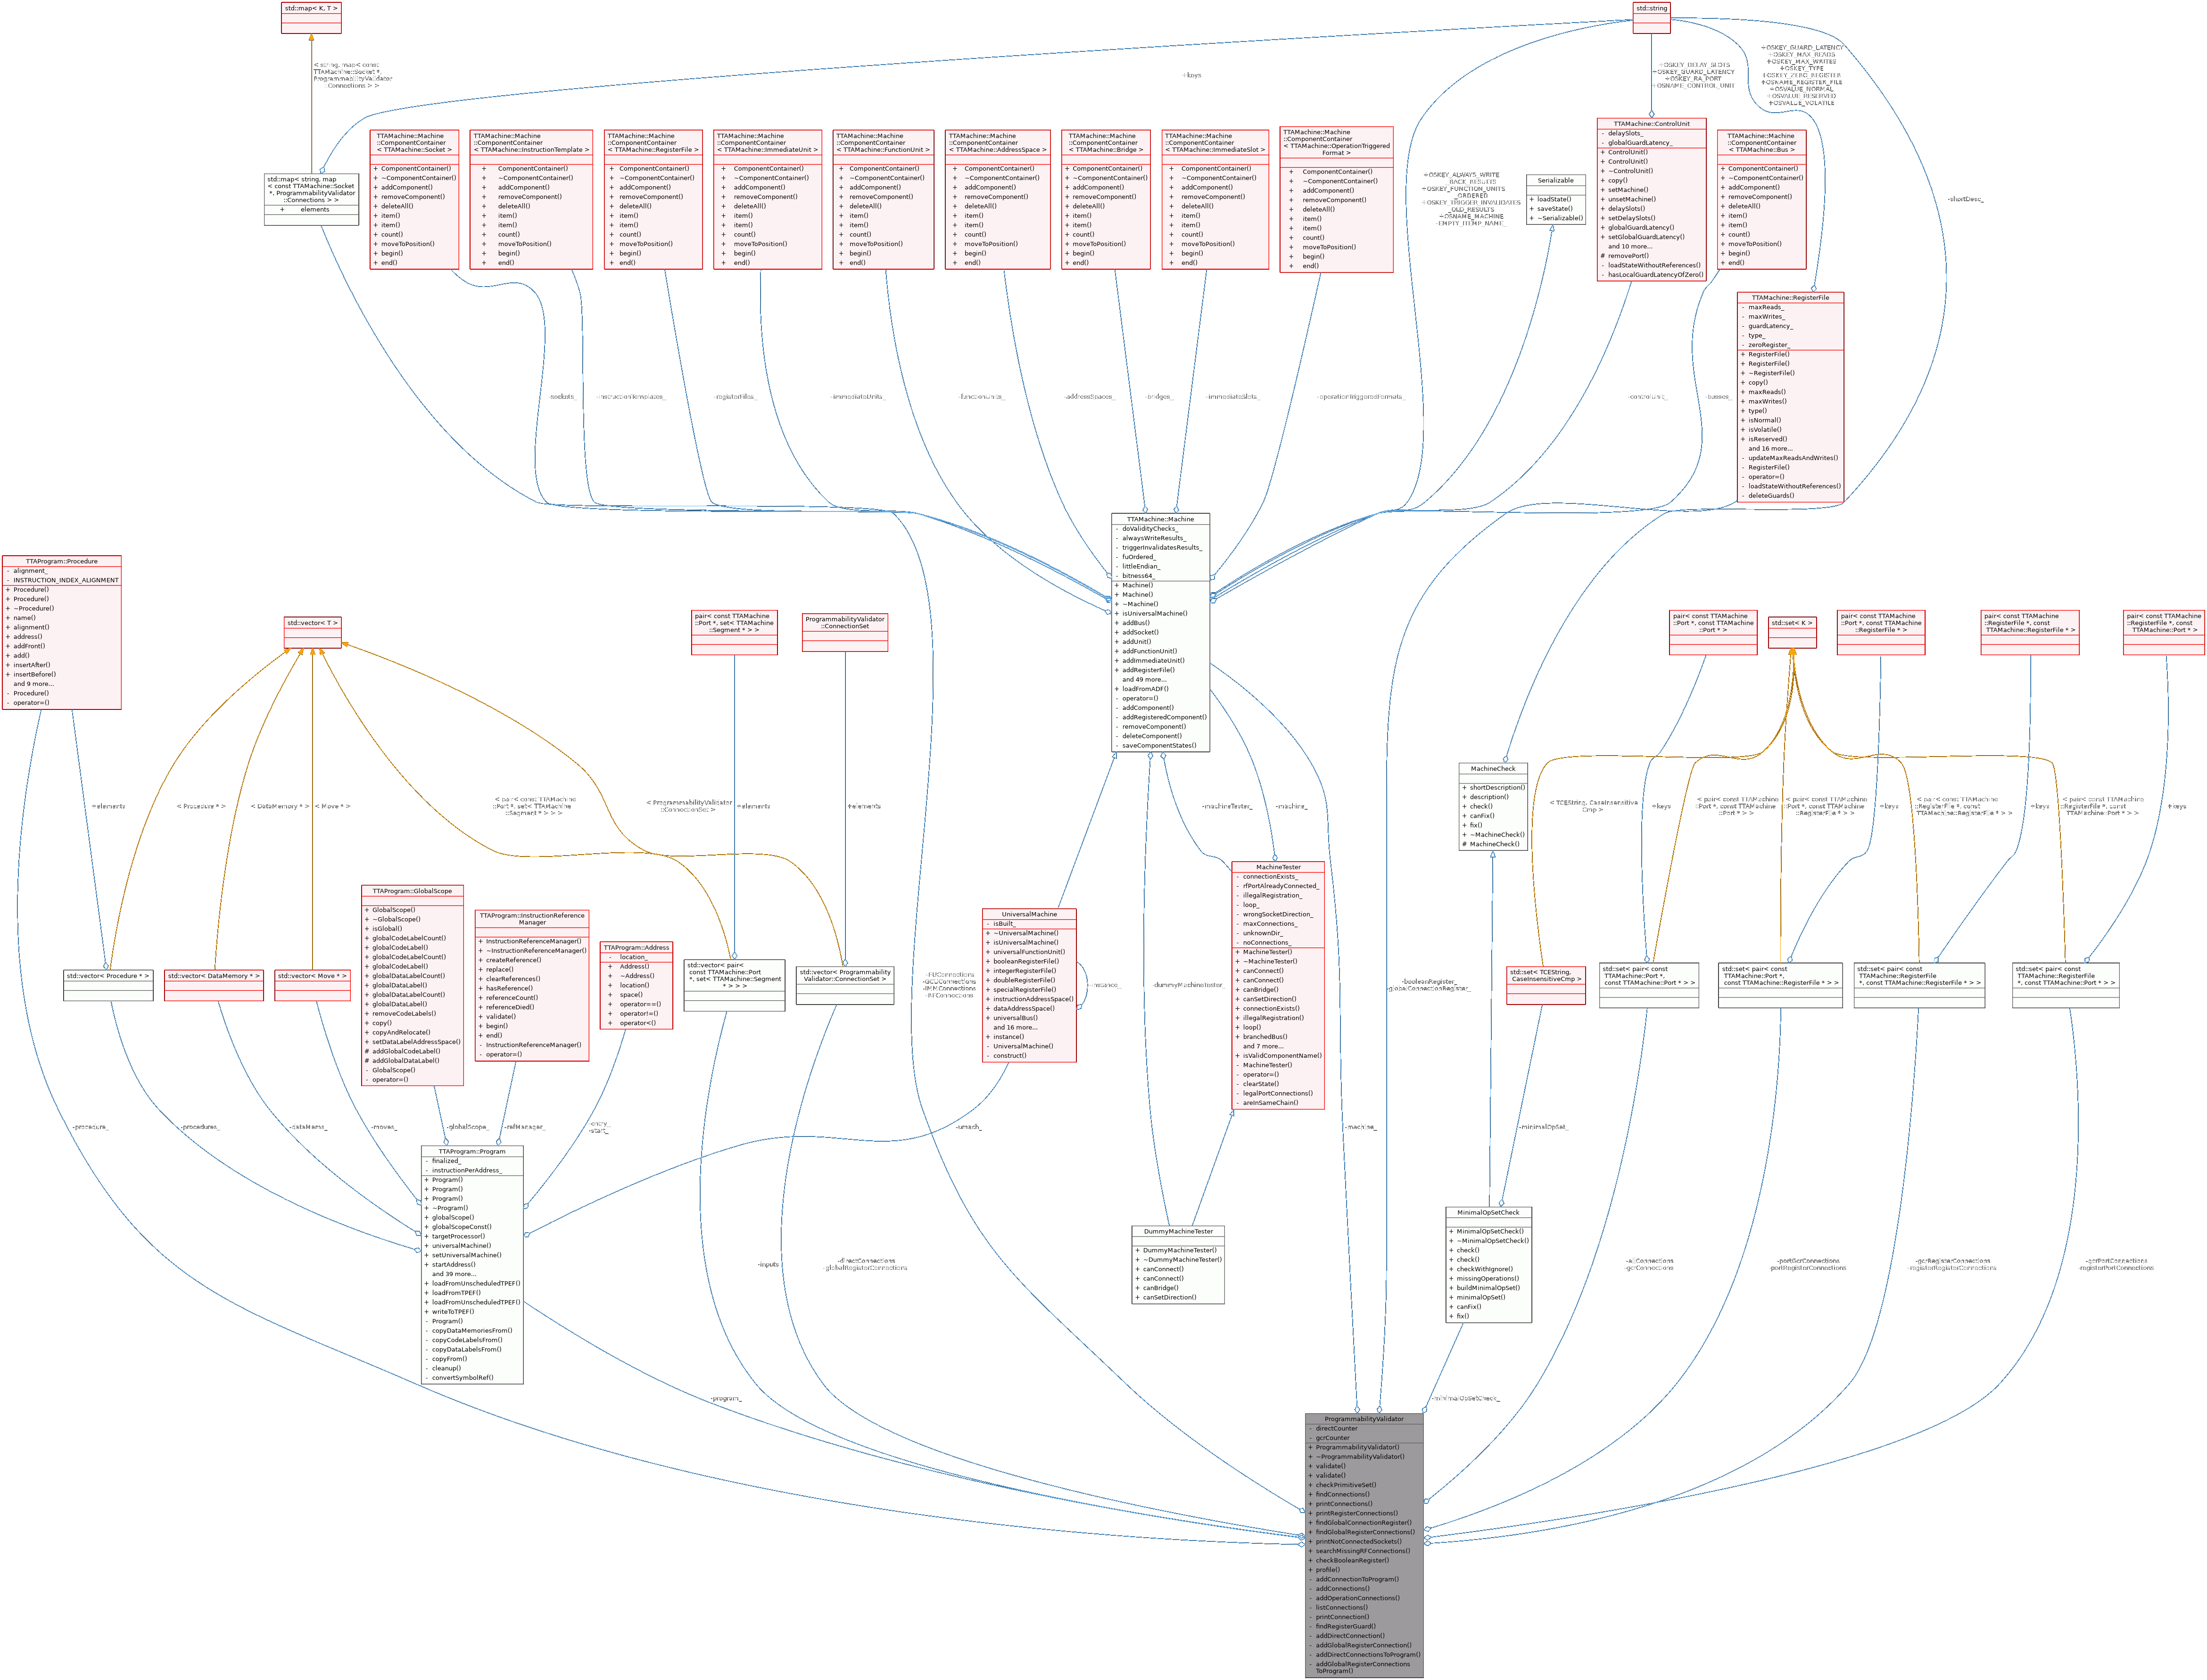 std::map< K, T >
std::string
< string, map< const
TTAMachine::Socket *,
ProgrammabilityValidator
::Connections > >
+keys
+OSKEY_DELAY_SLOTS
+OSKEY_GUARD_LATENCY
+OSKEY_RA_PORT
+OSNAME_CONTROL_UNIT
+OSKEY_GUARD_LATENCY
+OSKEY_MAX_READS
+OSKEY_MAX_WRITES
+OSKEY_TYPE
+OSKEY_ZERO_REGISTER
+OSNAME_REGISTER_FILE
+OSVALUE_NORMAL
+OSVALUE_RESERVED
+OSVALUE_VOLATILE
std::map< string, map
< const TTAMachine::Socket
*, ProgrammabilityValidator
::Connections > >
+ elements
TTAMachine::Machine
::ComponentContainer
< TTAMachine::Socket >
+ ComponentContainer()
+ ~ComponentContainer()
+ addComponent()
+ removeComponent()
+ deleteAll()
+ item()
+ item()
+ count()
+ moveToPosition()
+ begin()
+ end()
TTAMachine::Machine
::ComponentContainer
< TTAMachine::InstructionTemplate >
+ ComponentContainer()
+ ~ComponentContainer()
+ addComponent()
+ removeComponent()
+ deleteAll()
+ item()
+ item()
+ count()
+ moveToPosition()
+ begin()
+ end()
TTAMachine::Machine
::ComponentContainer
< TTAMachine::RegisterFile >
+ ComponentContainer()
+ ~ComponentContainer()
+ addComponent()
+ removeComponent()
+ deleteAll()
+ item()
+ item()
+ count()
+ moveToPosition()
+ begin()
+ end()
TTAMachine::Machine
::ComponentContainer
< TTAMachine::ImmediateUnit >
+ ComponentContainer()
+ ~ComponentContainer()
+ addComponent()
+ removeComponent()
+ deleteAll()
+ item()
+ item()
+ count()
+ moveToPosition()
+ begin()
+ end()
TTAMachine::Machine
::ComponentContainer
< TTAMachine::FunctionUnit >
+ ComponentContainer()
+ ~ComponentContainer()
+ addComponent()
+ removeComponent()
+ deleteAll()
+ item()
+ item()
+ count()
+ moveToPosition()
+ begin()
+ end()
TTAMachine::Machine
::ComponentContainer
< TTAMachine::AddressSpace >
+ ComponentContainer()
+ ~ComponentContainer()
+ addComponent()
+ removeComponent()
+ deleteAll()
+ item()
+ item()
+ count()
+ moveToPosition()
+ begin()
+ end()
TTAMachine::Machine
::ComponentContainer
< TTAMachine::Bridge >
+ ComponentContainer()
+ ~ComponentContainer()
+ addComponent()
+ removeComponent()
+ deleteAll()
+ item()
+ item()
+ count()
+ moveToPosition()
+ begin()
+ end()
TTAMachine::Machine
::ComponentContainer
< TTAMachine::ImmediateSlot >
+ ComponentContainer()
+ ~ComponentContainer()
+ addComponent()
+ removeComponent()
+ deleteAll()
+ item()
+ item()
+ count()
+ moveToPosition()
+ begin()
+ end()
TTAMachine::Machine
::ComponentContainer
< TTAMachine::OperationTriggered
Format >
+ ComponentContainer()
+ ~ComponentContainer()
+ addComponent()
+ removeComponent()
+ deleteAll()
+ item()
+ item()
+ count()
+ moveToPosition()
+ begin()
+ end()
+OSKEY_ALWAYS_WRITE
_BACK_RESULTS
+OSKEY_FUNCTION_UNITS
_ORDERED
+OSKEY_TRIGGER_INVALIDATES
_OLD_RESULTS
+OSNAME_MACHINE
-EMPTY_ITEMP_NAME_
Serializable
+ loadState()
+ saveState()
+ ~Serializable()
TTAMachine::ControlUnit
- delaySlots_
- globalGuardLatency_
+ ControlUnit()
+ ControlUnit()
+ ~ControlUnit()
+ copy()
+ setMachine()
+ unsetMachine()
+ delaySlots()
+ setDelaySlots()
+ globalGuardLatency()
+ setGlobalGuardLatency()
and 10 more...
# removePort()
- loadStateWithoutReferences()
- hasLocalGuardLatencyOfZero()
TTAMachine::Machine
::ComponentContainer
< TTAMachine::Bus >
+ ComponentContainer()
+ ~ComponentContainer()
+ addComponent()
+ removeComponent()
+ deleteAll()
+ item()
+ item()
+ count()
+ moveToPosition()
+ begin()
+ end()
-shortDesc_
TTAMachine::RegisterFile
- maxReads_
- maxWrites_
- guardLatency_
- type_
- zeroRegister_
+ RegisterFile()
+ RegisterFile()
+ ~RegisterFile()
+ copy()
+ maxReads()
+ maxWrites()
+ type()
+ isNormal()
+ isVolatile()
+ isReserved()
and 16 more...
- updateMaxReadsAndWrites()
- RegisterFile()
- operator=()
- loadStateWithoutReferences()
- deleteGuards()
-sockets_
-instructionTemplates_
-registerFiles_
-immediateUnits_
-functionUnits_
-addressSpaces_
-bridges_
-immediateSlots_
-operationTriggeredFormats_
-controlUnit_
-busses_
TTAMachine::Machine
- doValidityChecks_
- alwaysWriteResults_
- triggerInvalidatesResults_
- fuOrdered_
- littleEndian_
- bitness64_
+ Machine()
+ Machine()
+ ~Machine()
+ isUniversalMachine()
+ addBus()
+ addSocket()
+ addUnit()
+ addFunctionUnit()
+ addImmediateUnit()
+ addRegisterFile()
and 49 more...
+ loadFromADF()
- operator=()
- addComponent()
- addRegisteredComponent()
- removeComponent()
- deleteComponent()
- saveComponentStates()
TTAProgram::Procedure
- alignment_
- INSTRUCTION_INDEX_ALIGNMENT
+ Procedure()
+ Procedure()
+ ~Procedure()
+ name()
+ alignment()
+ address()
+ addFront()
+ add()
+ insertAfter()
+ insertBefore()
and 9 more...
- Procedure()
- operator=()
std::vector< T >
pair< const TTAMachine
::Port *, set< TTAMachine
::Segment * > >
ProgrammabilityValidator
::ConnectionSet
pair< const TTAMachine
::Port *, const TTAMachine
::Port * >
std::set< K >
pair< const TTAMachine
::Port *, const TTAMachine
::RegisterFile * >
pair< const TTAMachine
::RegisterFile *, const
TTAMachine::RegisterFile * >
pair< const TTAMachine
::RegisterFile *, const
TTAMachine::Port * >
+elements
< Procedure * >
< DataMemory * >
< Move * >
< pair< const TTAMachine
::Port *, set< TTAMachine
::Segment * > > >
< ProgrammabilityValidator
::ConnectionSet >
+elements
+elements
-machineTester_
-machine_
MachineCheck
+ shortDescription()
+ description()
+ check()
+ canFix()
+ fix()
+ ~MachineCheck()
# MachineCheck()
< TCEString, CaseInsensitive
Cmp >
+keys
< pair< const TTAMachine
::Port *, const TTAMachine
::Port * > >
< pair< const TTAMachine
::Port *, const TTAMachine
::RegisterFile * > >
+keys
< pair< const TTAMachine
::RegisterFile *, const
TTAMachine::RegisterFile * > >
+keys
< pair< const TTAMachine
::RegisterFile *, const
TTAMachine::Port * > >
+keys
MachineTester
- connectionExists_
- rfPortAlreadyConnected_
- illegalRegistration_
- loop_
- wrongSocketDirection_
- maxConnections_
- unknownDir_
- noConnections_
+ MachineTester()
+ ~MachineTester()
+ canConnect()
+ canConnect()
+ canBridge()
+ canSetDirection()
+ connectionExists()
+ illegalRegistration()
+ loop()
+ branchedBus()
and 7 more...
+ isValidComponentName()
- MachineTester()
- operator=()
- clearState()
- legalPortConnections()
- areInSameChain()
TTAProgram::GlobalScope
+ GlobalScope()
+ ~GlobalScope()
+ isGlobal()
+ globalCodeLabelCount()
+ globalCodeLabel()
+ globalCodeLabelCount()
+ globalCodeLabel()
+ globalDataLabelCount()
+ globalDataLabel()
+ globalDataLabelCount()
+ globalDataLabel()
+ removeCodeLabels()
+ copy()
+ copyAndRelocate()
+ setDataLabelAddressSpace()
# addGlobalCodeLabel()
# addGlobalDataLabel()
- GlobalScope()
- operator=()
TTAProgram::InstructionReference
Manager
+ InstructionReferenceManager()
+ ~InstructionReferenceManager()
+ createReference()
+ replace()
+ clearReferences()
+ hasReference()
+ referenceCount()
+ referenceDied()
+ validate()
+ begin()
+ end()
- InstructionReferenceManager()
- operator=()
TTAProgram::Address
- location_
+ Address()
+ ~Address()
+ location()
+ space()
+ operator==()
+ operator!=()
+ operator<()
UniversalMachine
- isBuilt_
+ ~UniversalMachine()
+ isUniversalMachine()
+ universalFunctionUnit()
+ booleanRegisterFile()
+ integerRegisterFile()
+ doubleRegisterFile()
+ specialRegisterFile()
+ instructionAddressSpace()
+ dataAddressSpace()
+ universalBus()
and 16 more...
+ instance()
- UniversalMachine()
- construct()
-instance_
std::vector< Procedure * >
std::vector< DataMemory * >
std::vector< Move * >
std::vector< pair<
const TTAMachine::Port
*, set< TTAMachine::Segment
* > > >
std::vector< Programmability
Validator::ConnectionSet >
-FUConnections
-GCUConnections
-IMMConnections
-RFConnections
-dummyMachineTester_
-booleanRegister_
-globalConnectionRegister_
std::set< TCEString,
CaseInsensitiveCmp >
std::set< pair< const
TTAMachine::Port *,
const TTAMachine::Port * > >
std::set< pair< const
TTAMachine::Port *,
const TTAMachine::RegisterFile * > >
std::set< pair< const
TTAMachine::RegisterFile
*, const TTAMachine::RegisterFile * > >
std::set< pair< const
TTAMachine::RegisterFile
*, const TTAMachine::Port * > >
-procedure_
-procedures_
-dataMems_
-moves_
-globalScope_
-refManager_
-entry_
-start_
-umach_
-machine_
-minimalOpSet_
TTAProgram::Program
- finalized_
- instructionPerAddress_
+ Program()
+ Program()
+ Program()
+ ~Program()
+ globalScope()
+ globalScopeConst()
+ targetProcessor()
+ universalMachine()
+ setUniversalMachine()
+ startAddress()
and 39 more...
+ loadFromUnscheduledTPEF()
+ loadFromTPEF()
+ loadFromUnscheduledTPEF()
+ writeToTPEF()
- Program()
- copyDataMemoriesFrom()
- copyCodeLabelsFrom()
- copyDataLabelsFrom()
- copyFrom()
- cleanup()
- convertSymbolRef()
-inputs
-directConnections
-globalRegisterConnections
DummyMachineTester
+ DummyMachineTester()
+ ~DummyMachineTester()
+ canConnect()
+ canConnect()
+ canBridge()
+ canSetDirection()
MinimalOpSetCheck
+ MinimalOpSetCheck()
+ ~MinimalOpSetCheck()
+ check()
+ check()
+ checkWithIgnore()
+ missingOperations()
+ buildMinimalOpSet()
+ minimalOpSet()
+ canFix()
+ fix()
-allConnections
-gcrConnections
-portGcrConnections
-portRegisterConnections
-gcrRegisterConnections
-registerRegisterConnections
-gcrPortConnections
-registerPortConnections
-program_
-minimalOpSetCheck_
ProgrammabilityValidator
- directCounter
- gcrCounter
+ ProgrammabilityValidator()
+ ~ProgrammabilityValidator()
+ validate()
+ validate()
+ checkPrimitiveSet()
+ findConnections()
+ printConnections()
+ printRegisterConnections()
+ findGlobalConnectionRegister()
+ findGlobalRegisterConnections()
+ printNotConnectedSockets()
+ searchMissingRFConnections()
+ checkBooleanRegister()
+ profile()
- addConnectionToProgram()
- addConnections()
- addOperationConnections()
- listConnections()
- printConnection()
- findRegisterGuard()
- addDirectConnection()
- addGlobalRegisterConnection()
- addDirectConnectionsToProgram()
- addGlobalRegisterConnections
ToProgram()